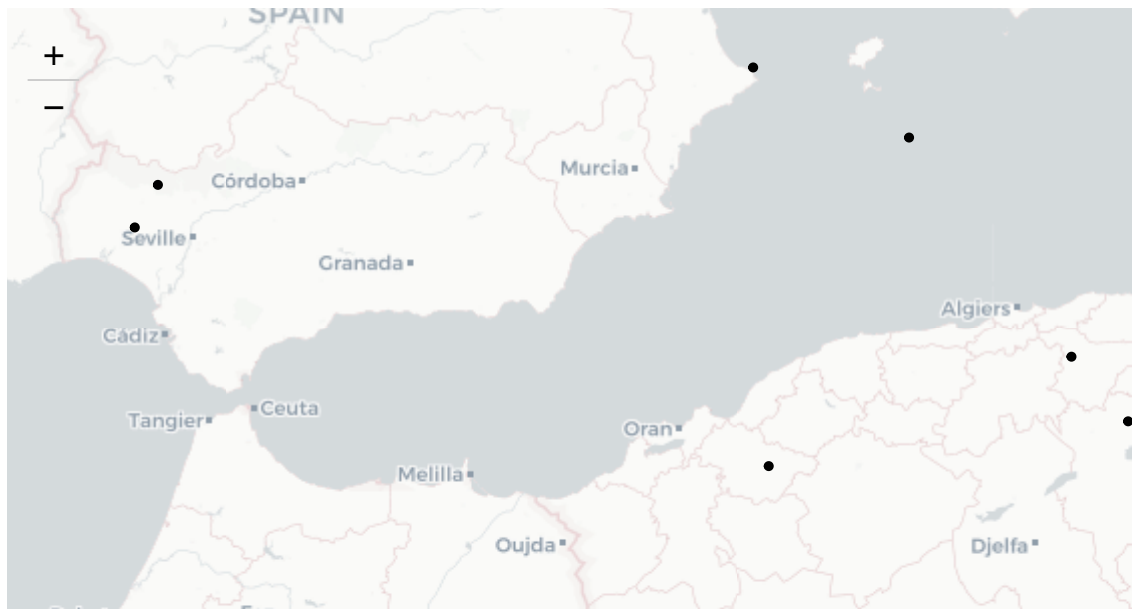 SPAIN
+
−
Murcia
Córdoba
Seville
Granada
Algiers
Cádiz
Ceuta
Tangier
Oran
Melilla
Oujda
Djelfa